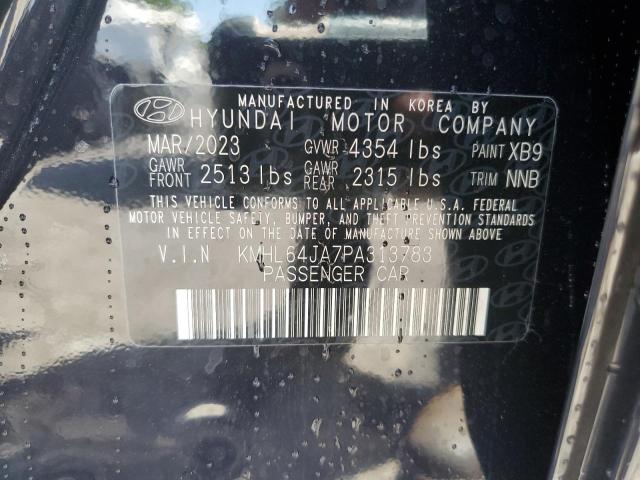 MANUFACTURED IN KOREA BY
HYUNDAI MOTOR COMPANY
MAR/2023 GVWR 4354 lbs PAINT XB9
GAWR FRONT 2513 lbs GAWR REAR 2315 lbs TRIM NNB
THIS VEHICLE CONFORMS TO ALL APPLICABLE U.S.A. FEDERAL
MOTOR VEHICLE SAFETY, BUMPER, AND THEFT PREVENTION STANDARDS
IN EFFECT ON THE DATE OF MANUFACTURE SHOWN ABOVE
V.I.N KMHL64JA7PA313783
PASSENGER CAR